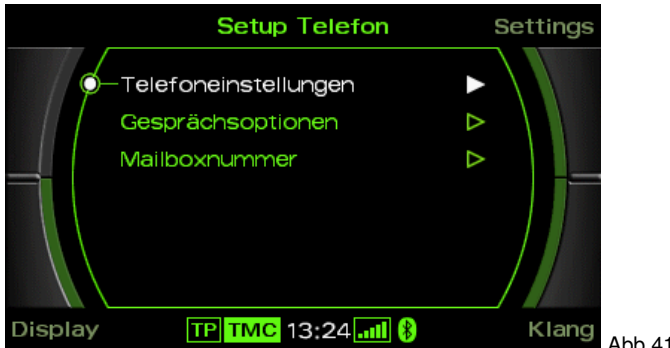 Setup Telefon Settings
Telefoneinstellungen
Gesprächsoptionen
Mailboxnummer
Display TP TMC 13:24 Klang
Abb 41